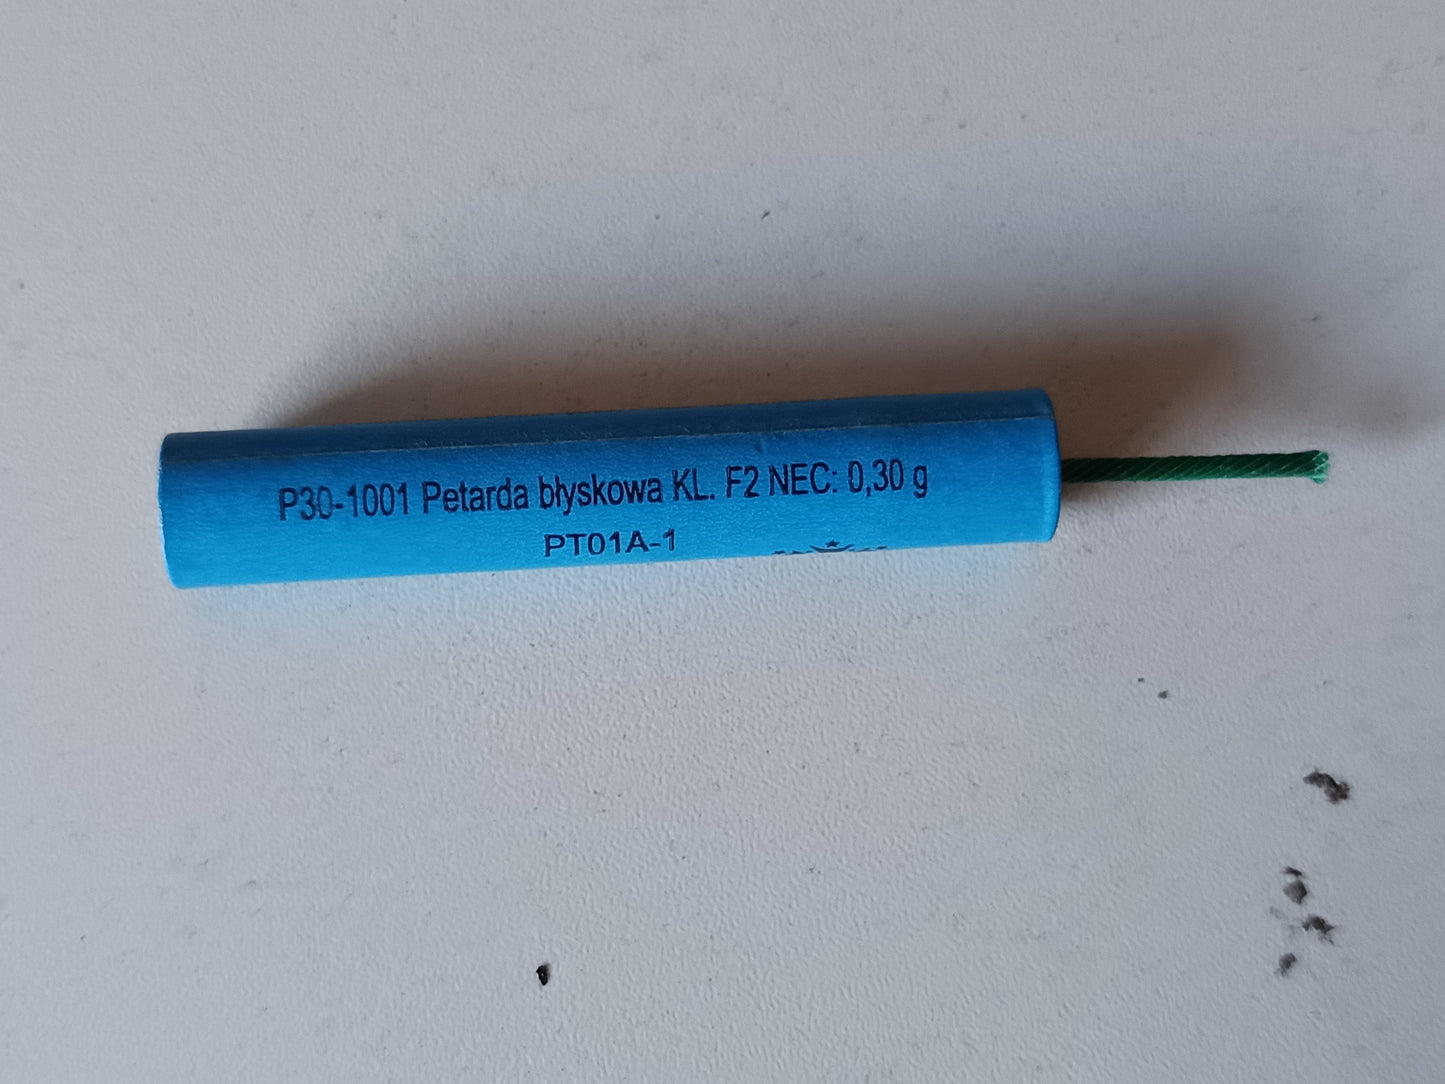 P30-1001 Petarda błyskowa KL. F2 NEC: 0,30 g
PT01A-1